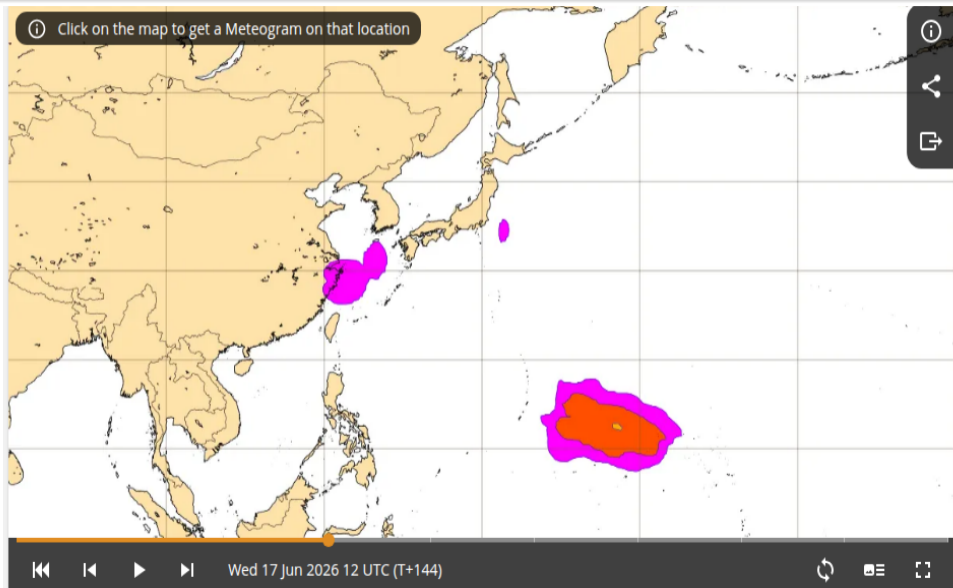 Click on the map to get a Meteogram on that location
Wed 17 Jun 2026 12 UTC (T+144)